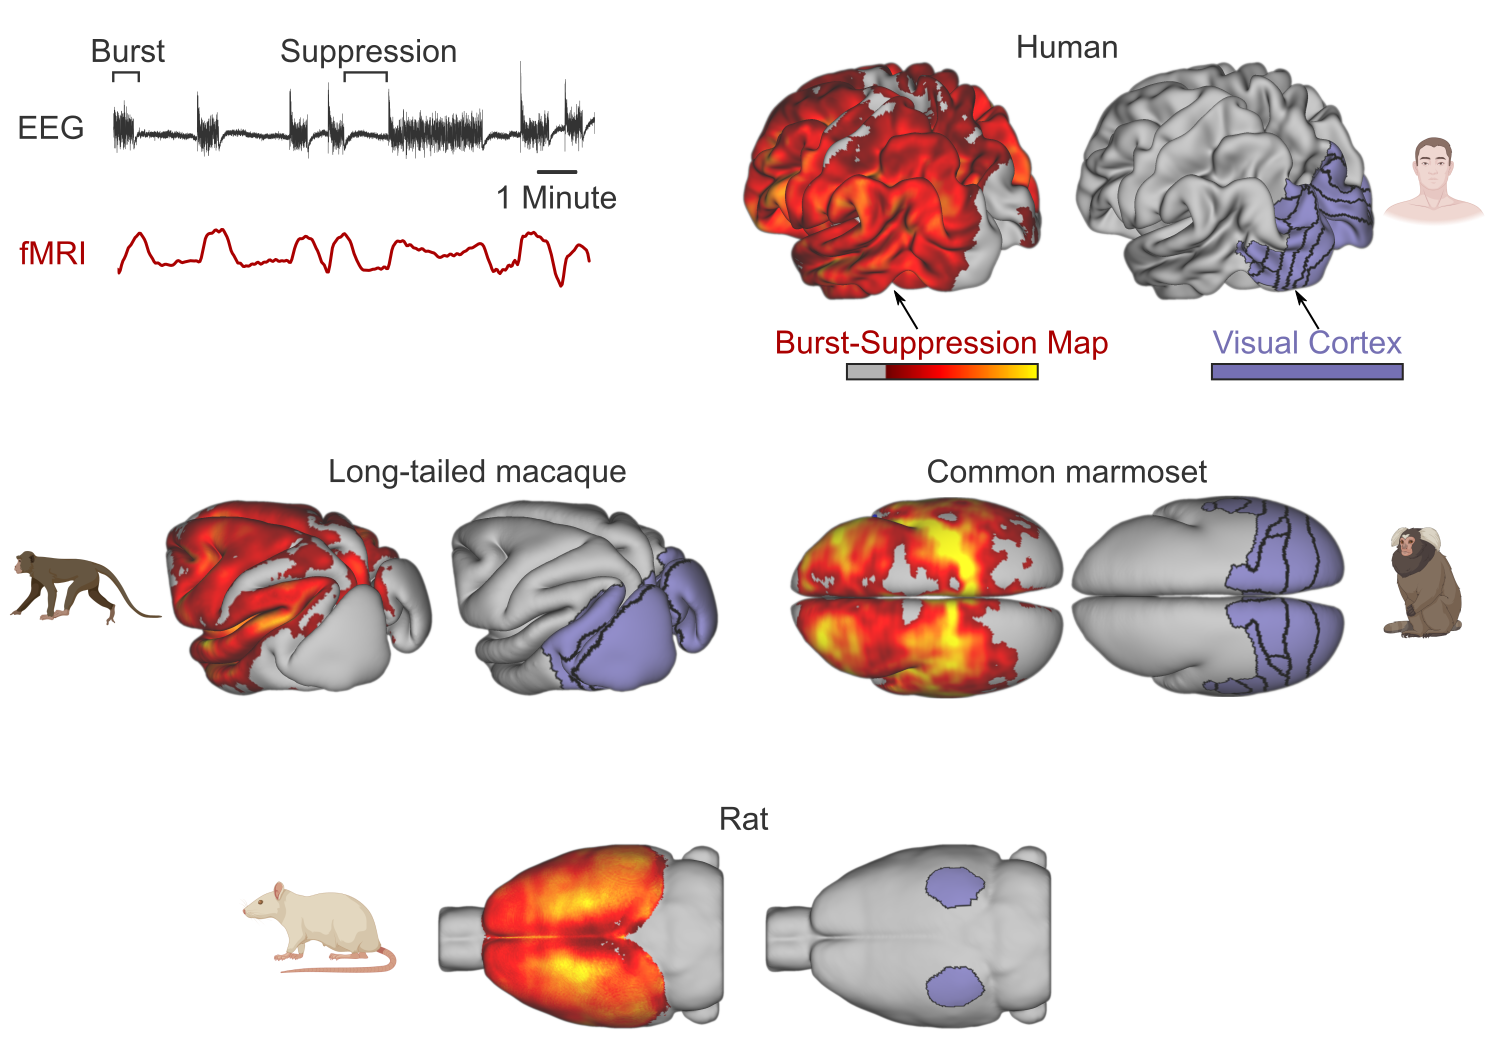 Burst
Suppression
EEG
1 Minute
fMRI
Human
Burst-Suppression Map
Visual Cortex
Long-tailed macaque
Common marmoset
Rat